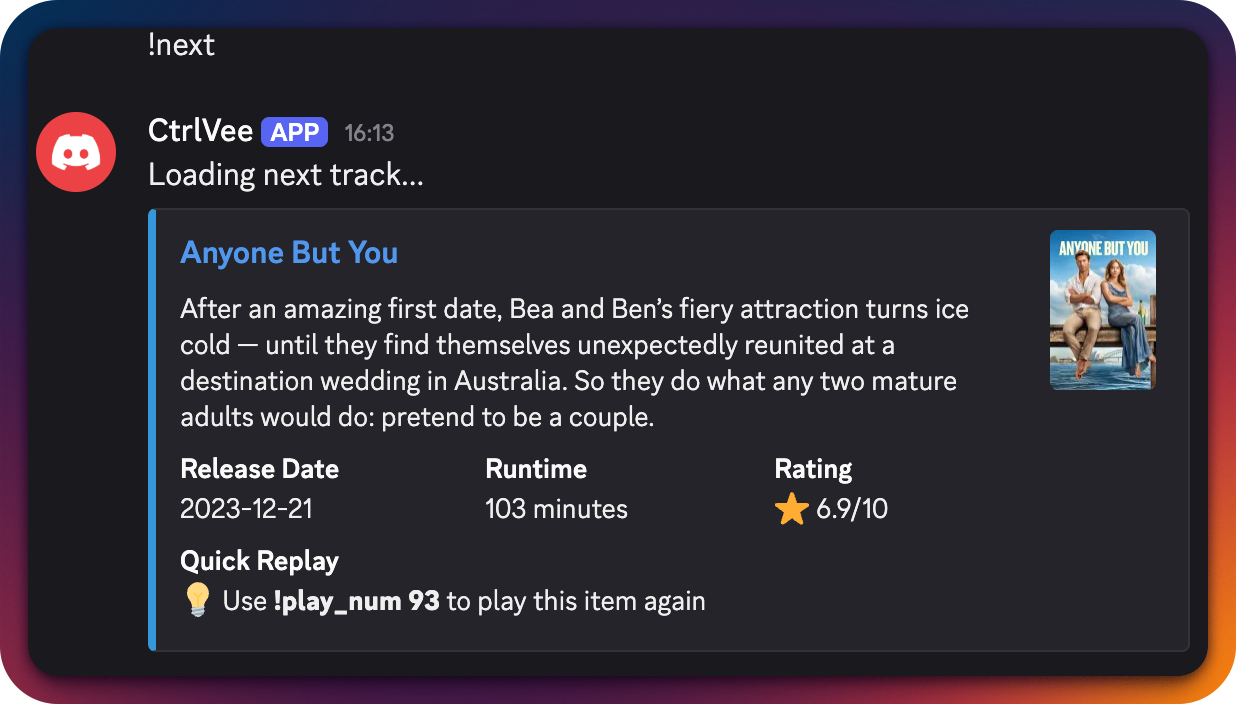 !next
CtrlVee APP 16:13
Loading next track...
Anyone But You
ANYONE BUT YOU
After an amazing first date, Bea and Ben’s fiery attraction turns ice
cold — until they find themselves unexpectedly reunited at a
destination wedding in Australia. So they do what any two mature
adults would do: pretend to be a couple.
Release Date Runtime Rating
2023-12-21 103 minutes ⭐ 6.9/10
Quick Replay
💡 Use !play_num 93 to play this item again